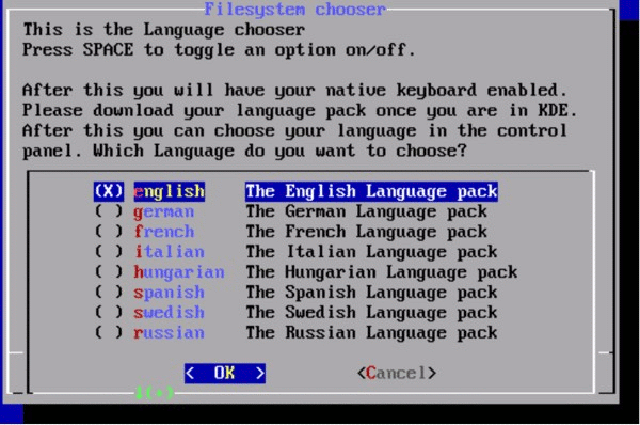 Filesystem chooser
This is the Language chooser
Press SPACE to toggle an option on/off.
After this you will have your native keyboard enabled.
Please download your language pack once you are in KDE.
After this you can choose your language in the control
panel. Which Language do you want to choose?
(X) english The English Language pack
( ) german The German Language pack
( ) french The French Language pack
( ) italian The Italian Language pack
( ) hungarian The Hungarian Language pack
( ) spanish The Spanish Language pack
( ) swedish The Swedish Language pack
( ) russian The Russian Language pack
< OK > <Cancel>